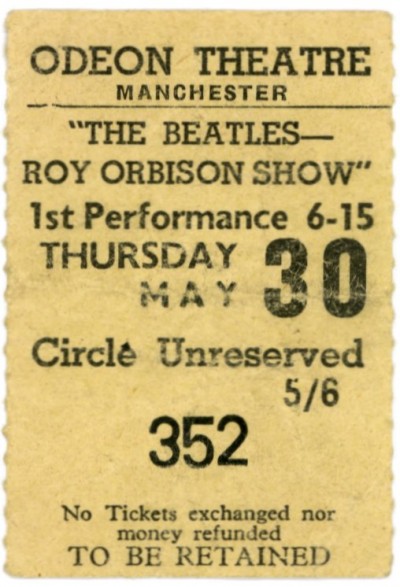 ODEON THEATRE
MANCHESTER
"THE BEATLES—
ROY ORBISON SHOW"
1st Performance 6-15
THURSDAY 30
MAY
Circle Unreserved
5/6
352
No Tickets exchanged nor
money refunded
TO BE RETAINED